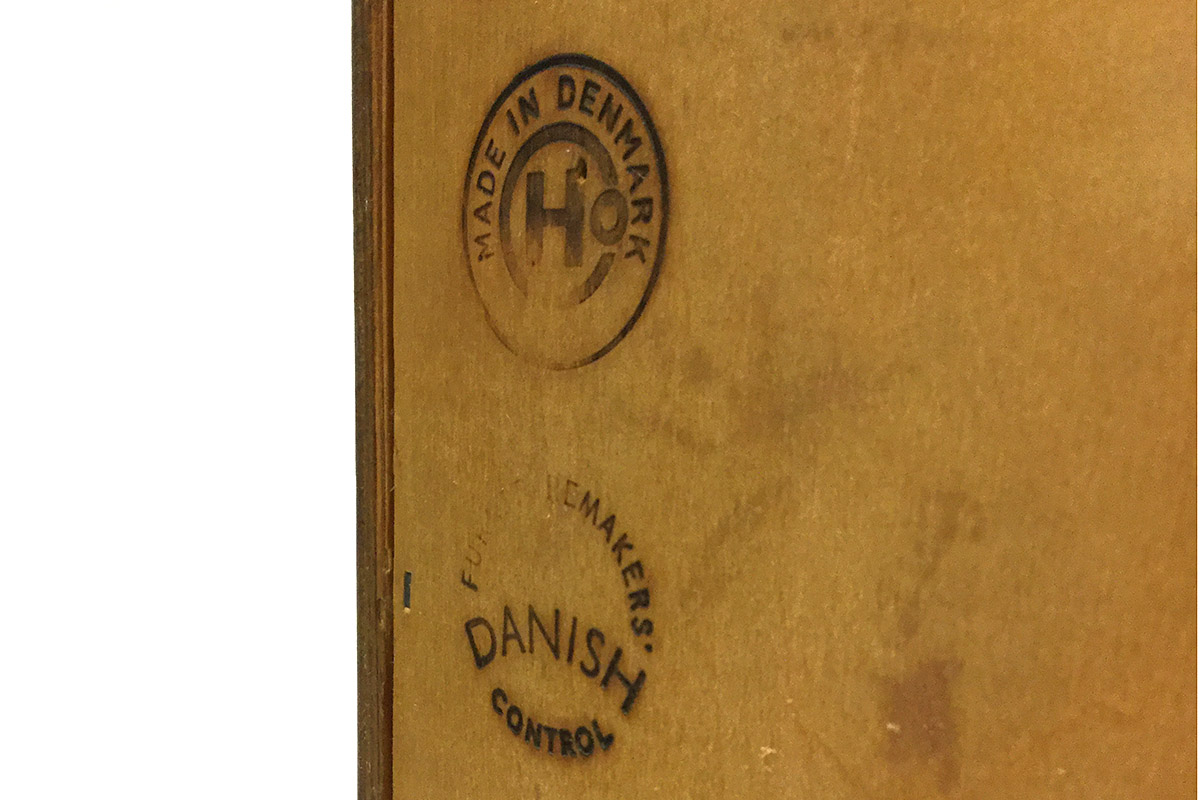 MADE IN DENMARK
HO
DANISH
CONTROL